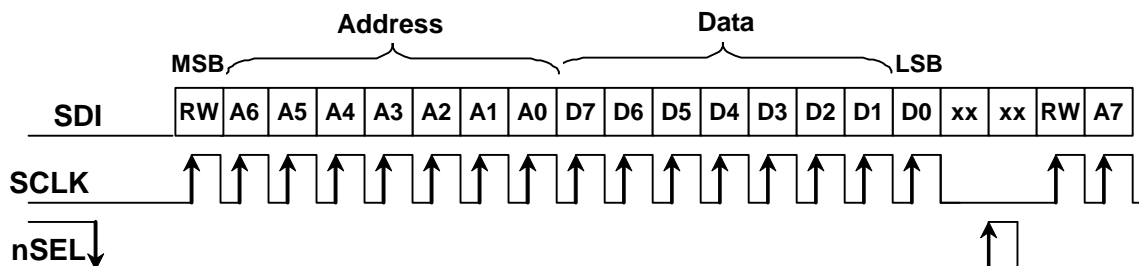 Address Data
MSB LSB
SDI RW A6 A5 A4 A3 A2 A1 A0 D7 D6 D5 D4 D3 D2 D1 D0 xx xx RW A7
SCLK
nSEL